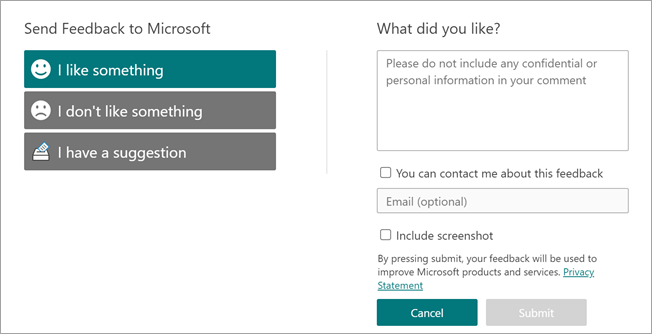 Send Feedback to Microsoft
I like something
I don't like something
I have a suggestion
What did you like?
Please do not include any confidential or
personal information in your comment
You can contact me about this feedback
Email (optional)
Include screenshot
By pressing submit, your feedback will be used to
improve Microsoft products and services. Privacy
Statement
Cancel
Submit